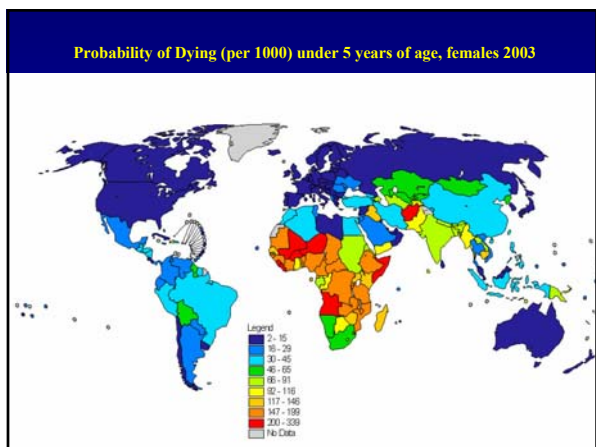 Probability of Dying (per 1000) under 5 years of age, females 2003
Legend
2 - 15
16 - 29
30 - 45
46 - 65
66 - 91
92 - 116
117 - 146
147 - 199
200 - 339
No Data